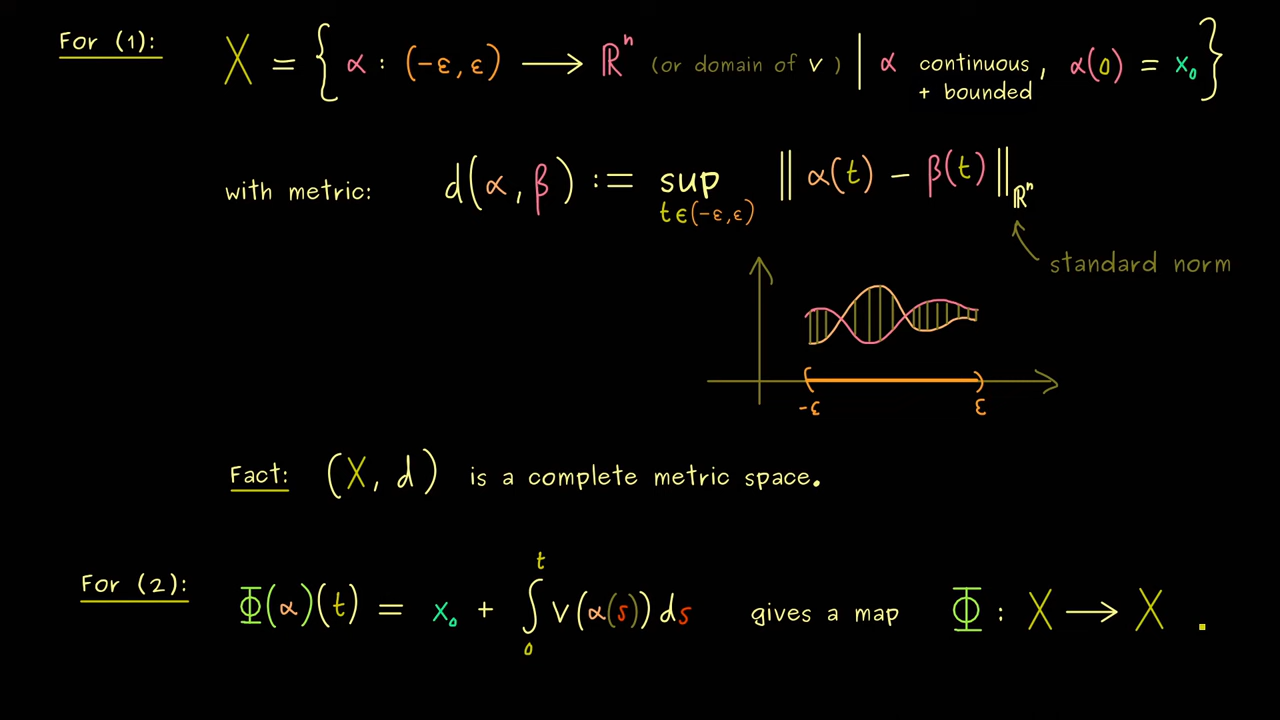 For (1): X = { α : (-ε, ε) ⟶ ℝⁿ (or domain of v ) | α continuous + bounded , α(0) = x₀ }
with metric: d(α, β) := sup_{t∈(-ε,ε)} ‖ α(t) - β(t) ‖_{ℝⁿ}
standard norm
-ε ε
Fact: (X, d) is a complete metric space.
For (2): Φ(α)(t) = x₀ + ∫₀ᵗ v(α(s)) ds gives a map Φ : X ⟶ X .